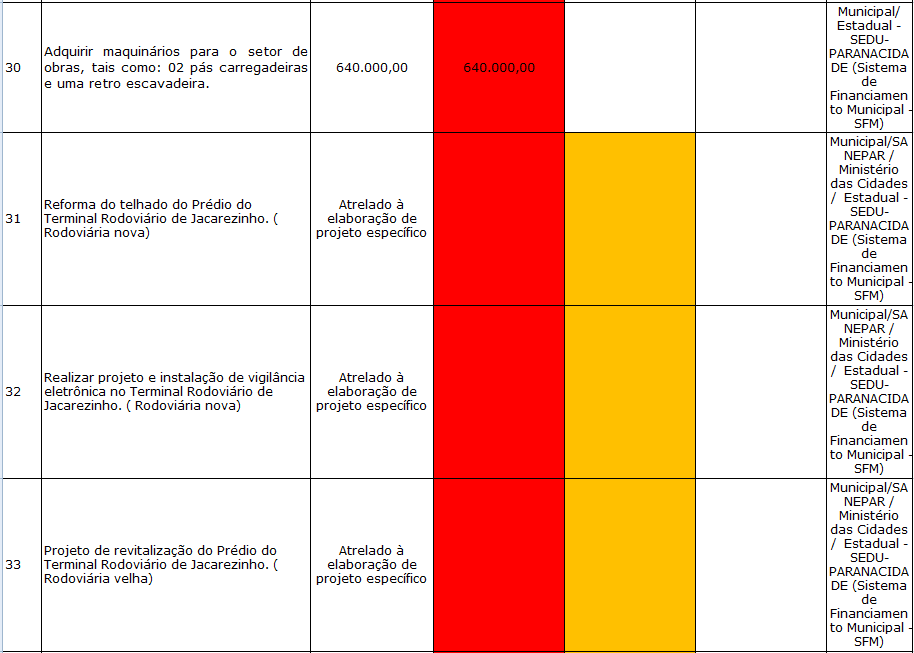 30
Adquirir maquinários para o setor de
obras, tais como: 02 pás carregadeiras
e uma retro escavadeira.
640.000,00
640.000,00
Municipal/
Estadual -
SEDU-
PARANACIDA
DE (Sistema
de
Financiamen
to Municipal -
SFM)
31
Reforma do telhado do Prédio do
Terminal Rodoviário de Jacarezinho. (
Rodoviária nova)
Atrelado à
elaboração de
projeto específico
Municipal/SA
NEPAR /
Ministério
das Cidades
/ Estadual -
SEDU-
PARANACIDA
DE (Sistema
de
Financiamen
to Municipal -
SFM)
32
Realizar projeto e instalação de vigilância
eletrônica no Terminal Rodoviário de
Jacarezinho. ( Rodoviária nova)
Atrelado à
elaboração de
projeto específico
Municipal/SA
NEPAR /
Ministério
das Cidades
/ Estadual -
SEDU-
PARANACIDA
DE (Sistema
de
Financiamen
to Municipal -
SFM)
33
Projeto de revitalização do Prédio do
Terminal Rodoviário de Jacarezinho. (
Rodoviária velha)
Atrelado à
elaboração de
projeto específico
Municipal/SA
NEPAR /
Ministério
das Cidades
/ Estadual -
SEDU-
PARANACIDA
DE (Sistema
de
Financiamen
to Municipal -
SFM)